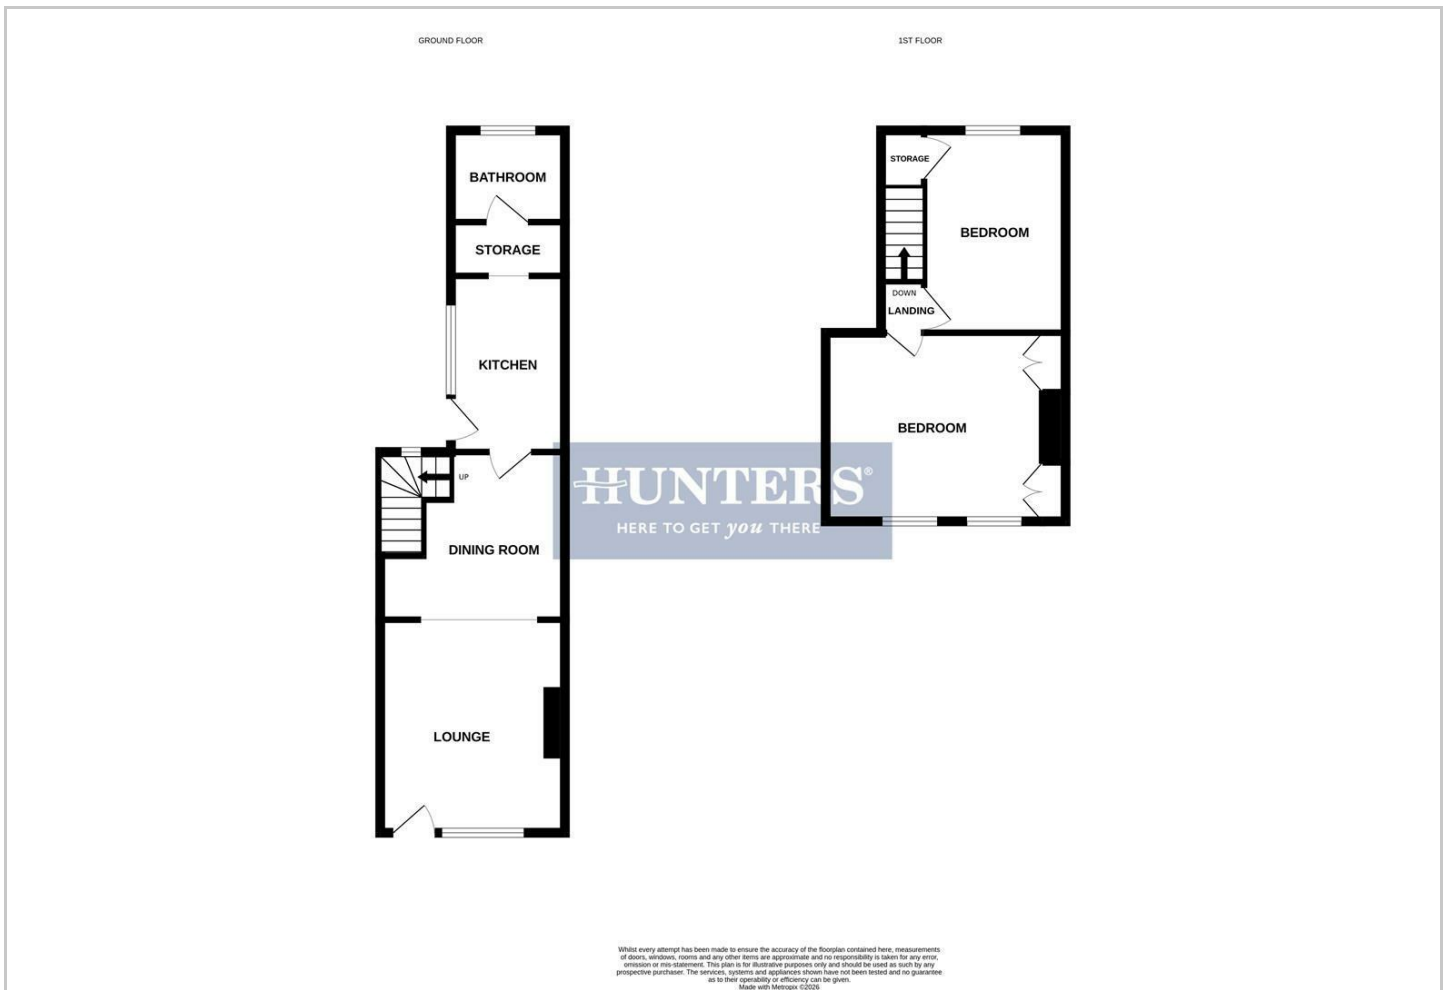 GROUND FLOOR
1ST FLOOR
BATHROOM
STORAGE
KITCHEN
UP
DINING ROOM
LOUNGE
STORAGE
BEDROOM
DOWN
LANDING
BEDROOM
HUNTERS®
HERE TO GET you THERE
Whilst every attempt has been made to ensure the accuracy of the floorplan contained here, measurements
of doors, windows, rooms and any other items are approximate and no responsibility is taken for any error,
omission or mis-statement. This plan is for illustrative purposes only and should be used as such by any
prospective purchaser. The services, systems and appliances shown have not been tested and no guarantee
as to their operability or efficiency can be given.
Made with Metropix ©2026